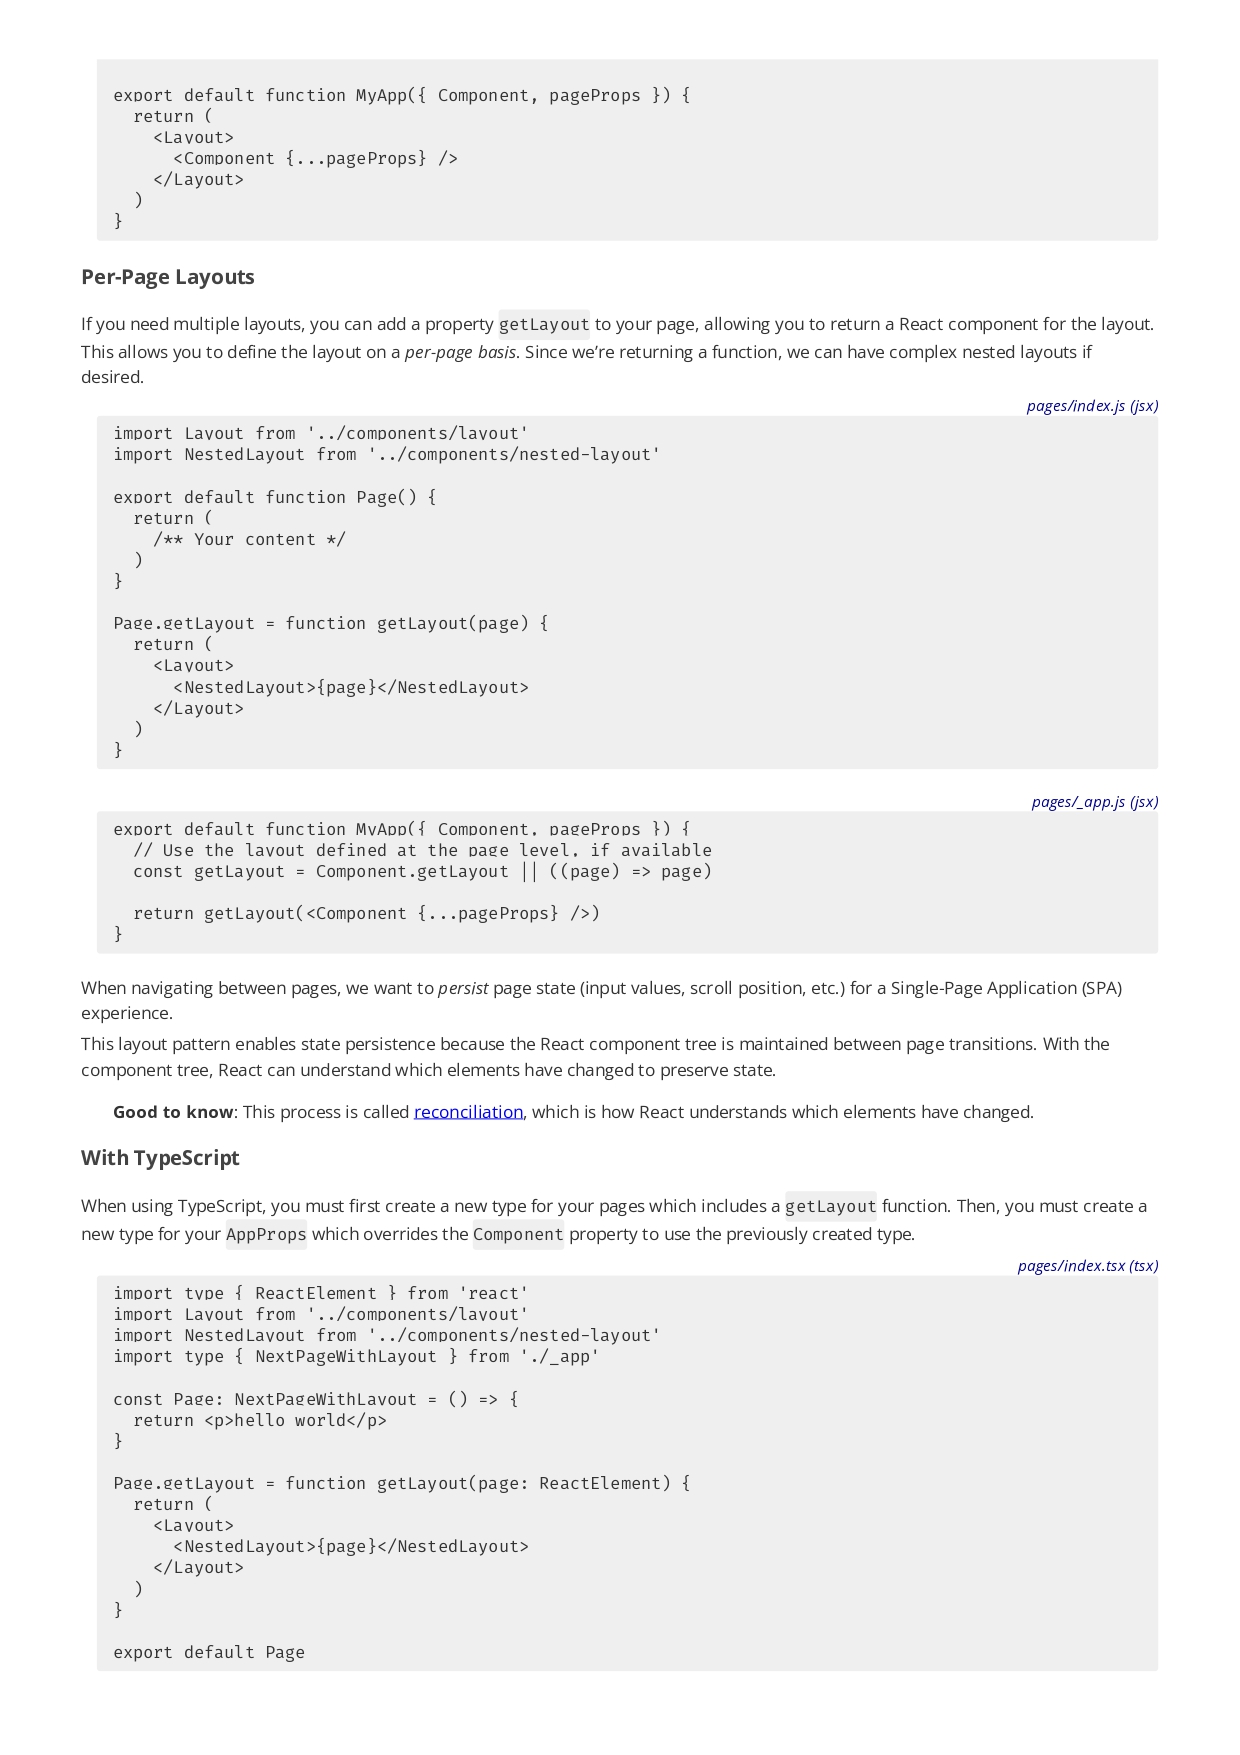 export default function MyApp({ Component, pageProps }) {
  return (
    <Layout>
      <Component {...pageProps} />
    </Layout>
  )
}
Per-Page Layouts
If you need multiple layouts, you can add a property getLayout to your page, allowing you to return a React component for the layout.
This allows you to define the layout on a per-page basis. Since we’re returning a function, we can have complex nested layouts if
desired.
pages/index.js (jsx)
import Layout from '../components/layout'
import NestedLayout from '../components/nested-layout'

export default function Page() {
  return (
    /** Your content */
  )
}

Page.getLayout = function getLayout(page) {
  return (
    <Layout>
      <NestedLayout>{page}</NestedLayout>
    </Layout>
  )
}
pages/_app.js (jsx)
export default function MyApp({ Component, pageProps }) {
  // Use the layout defined at the page level, if available
  const getLayout = Component.getLayout || ((page) => page)

  return getLayout(<Component {...pageProps} />)
}
When navigating between pages, we want to persist page state (input values, scroll position, etc.) for a Single-Page Application (SPA)
experience.
This layout pattern enables state persistence because the React component tree is maintained between page transitions. With the
component tree, React can understand which elements have changed to preserve state.
Good to know: This process is called reconciliation, which is how React understands which elements have changed.
With TypeScript
When using TypeScript, you must first create a new type for your pages which includes a getLayout function. Then, you must create a
new type for your AppProps which overrides the Component property to use the previously created type.
pages/index.tsx (tsx)
import type { ReactElement } from 'react'
import Layout from '../components/layout'
import NestedLayout from '../components/nested-layout'
import type { NextPageWithLayout } from './_app'

const Page: NextPageWithLayout = () => {
  return <p>hello world</p>
}

Page.getLayout = function getLayout(page: ReactElement) {
  return (
    <Layout>
      <NestedLayout>{page}</NestedLayout>
    </Layout>
  )
}

export default Page